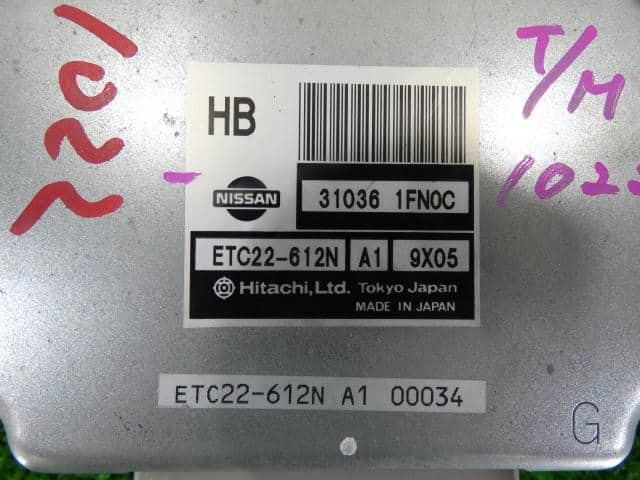 2201
T/M
HB
NISSAN
31036 1FN0C
ETC22-612N A1 9X05
Hitachi, Ltd. Tokyo Japan
MADE IN JAPAN
ETC22-612N A1 00034
G